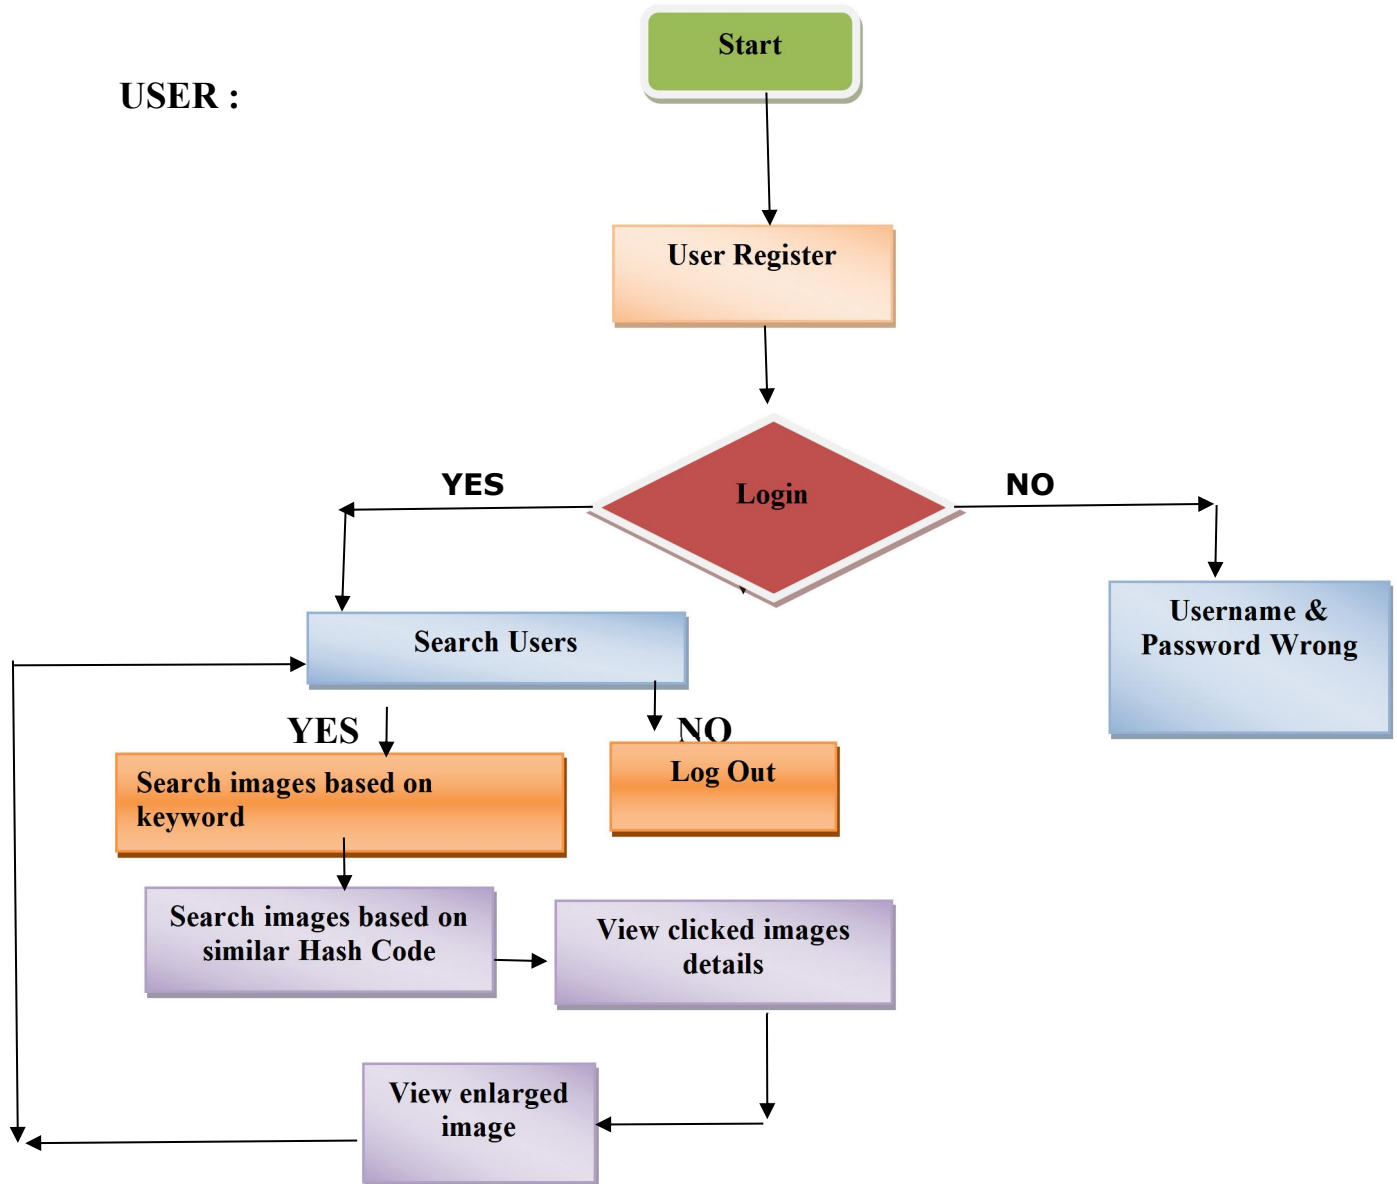 Start
USER :
User Register
YES
Login
NO
Username &
Password Wrong
Search Users
YES
NO
Search images based on
keyword
Log Out
Search images based on
similar Hash Code
View clicked images
details
View enlarged
image